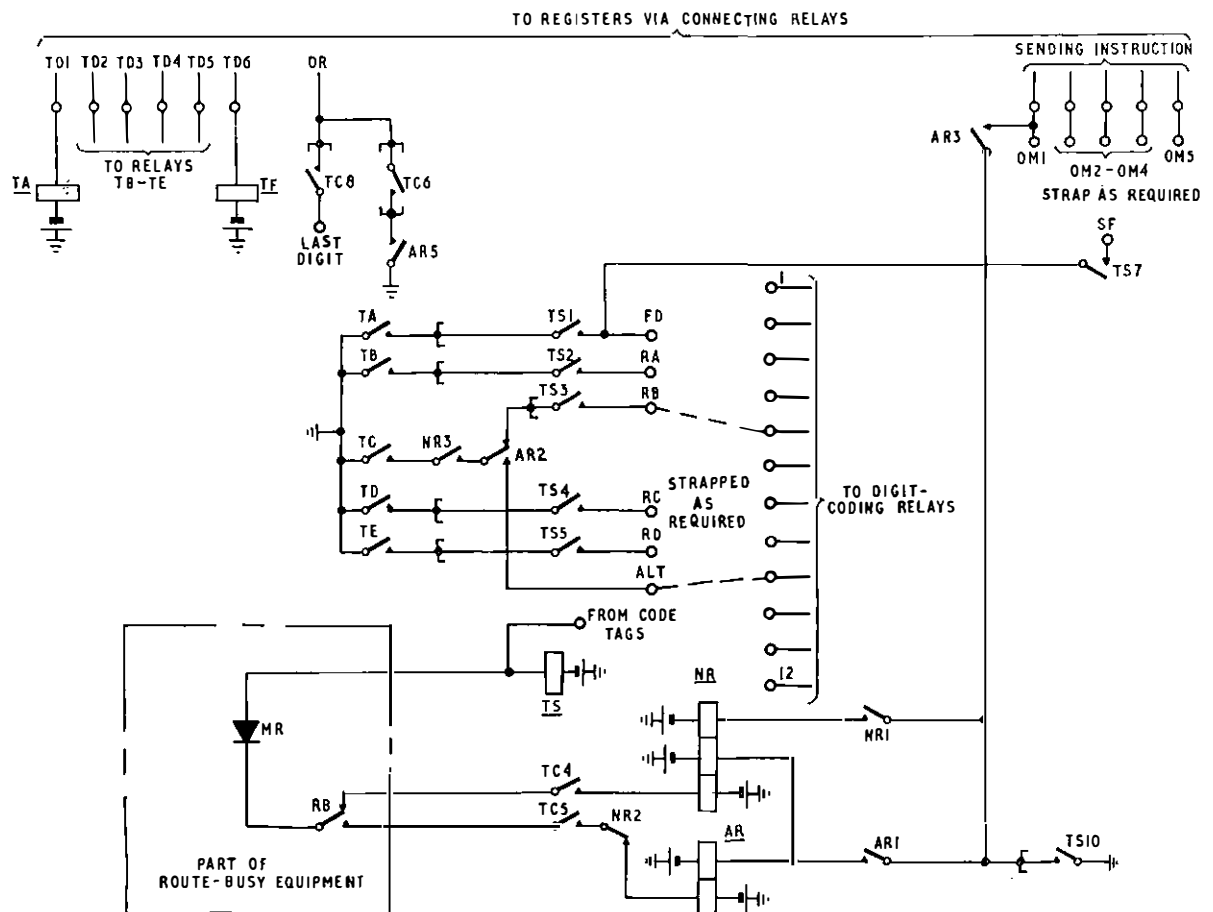 TO REGISTERS VIA CONNECTING RELAYS
SENDING INSTRUCTION
TD1 TD2 TD3 TD4 TD5 TD6 OR
AR3
OM1 OM5
TO RELAYS
TB-TE
OM2-OM4
STRAP AS REQUIRED
TA TF TC8 TC6
LAST
DIGIT
AR5
SF
TS7
1
TA TS1 FD
TB TS2 RA
TS3 RB
TC NR3 AR2
STRAPPED
AS
REQUIRED
TO DIGIT-
CODING RELAYS
TD TS4 RC
TE TS5 RD
ALT
FROM CODE
TAGS
12
TS
NR
MR
NR1
TC4
RB TC5 NR2
AR
AR1 TS10
PART OF
ROUTE-BUSY EQUIPMENT